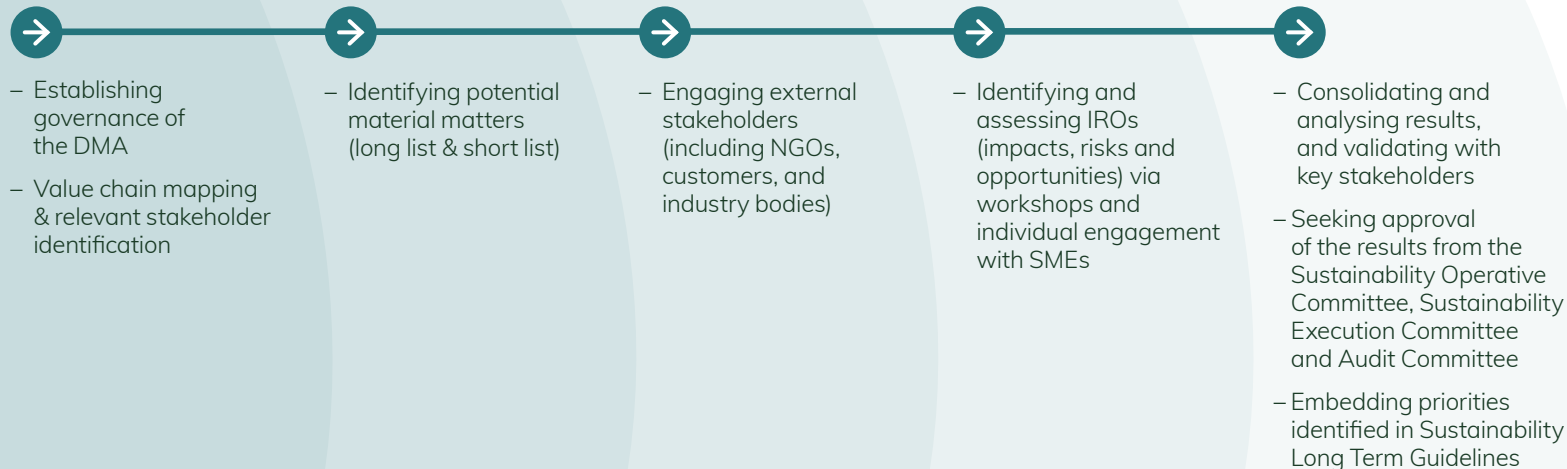 – Establishing
governance of
the DMA
– Value chain mapping
& relevant stakeholder
identification
– Identifying potential
material matters
(long list & short list)
– Engaging external
stakeholders
(including NGOs,
customers, and
industry bodies)
– Identifying and
assessing IROs
(impacts, risks and
opportunities) via
workshops and
individual engagement
with SMEs
– Consolidating and
analysing results,
and validating with
key stakeholders
– Seeking approval
of the results from the
Sustainability Operative
Committee, Sustainability
Execution Committee
and Audit Committee
– Embedding priorities
identified in Sustainability
Long Term Guidelines